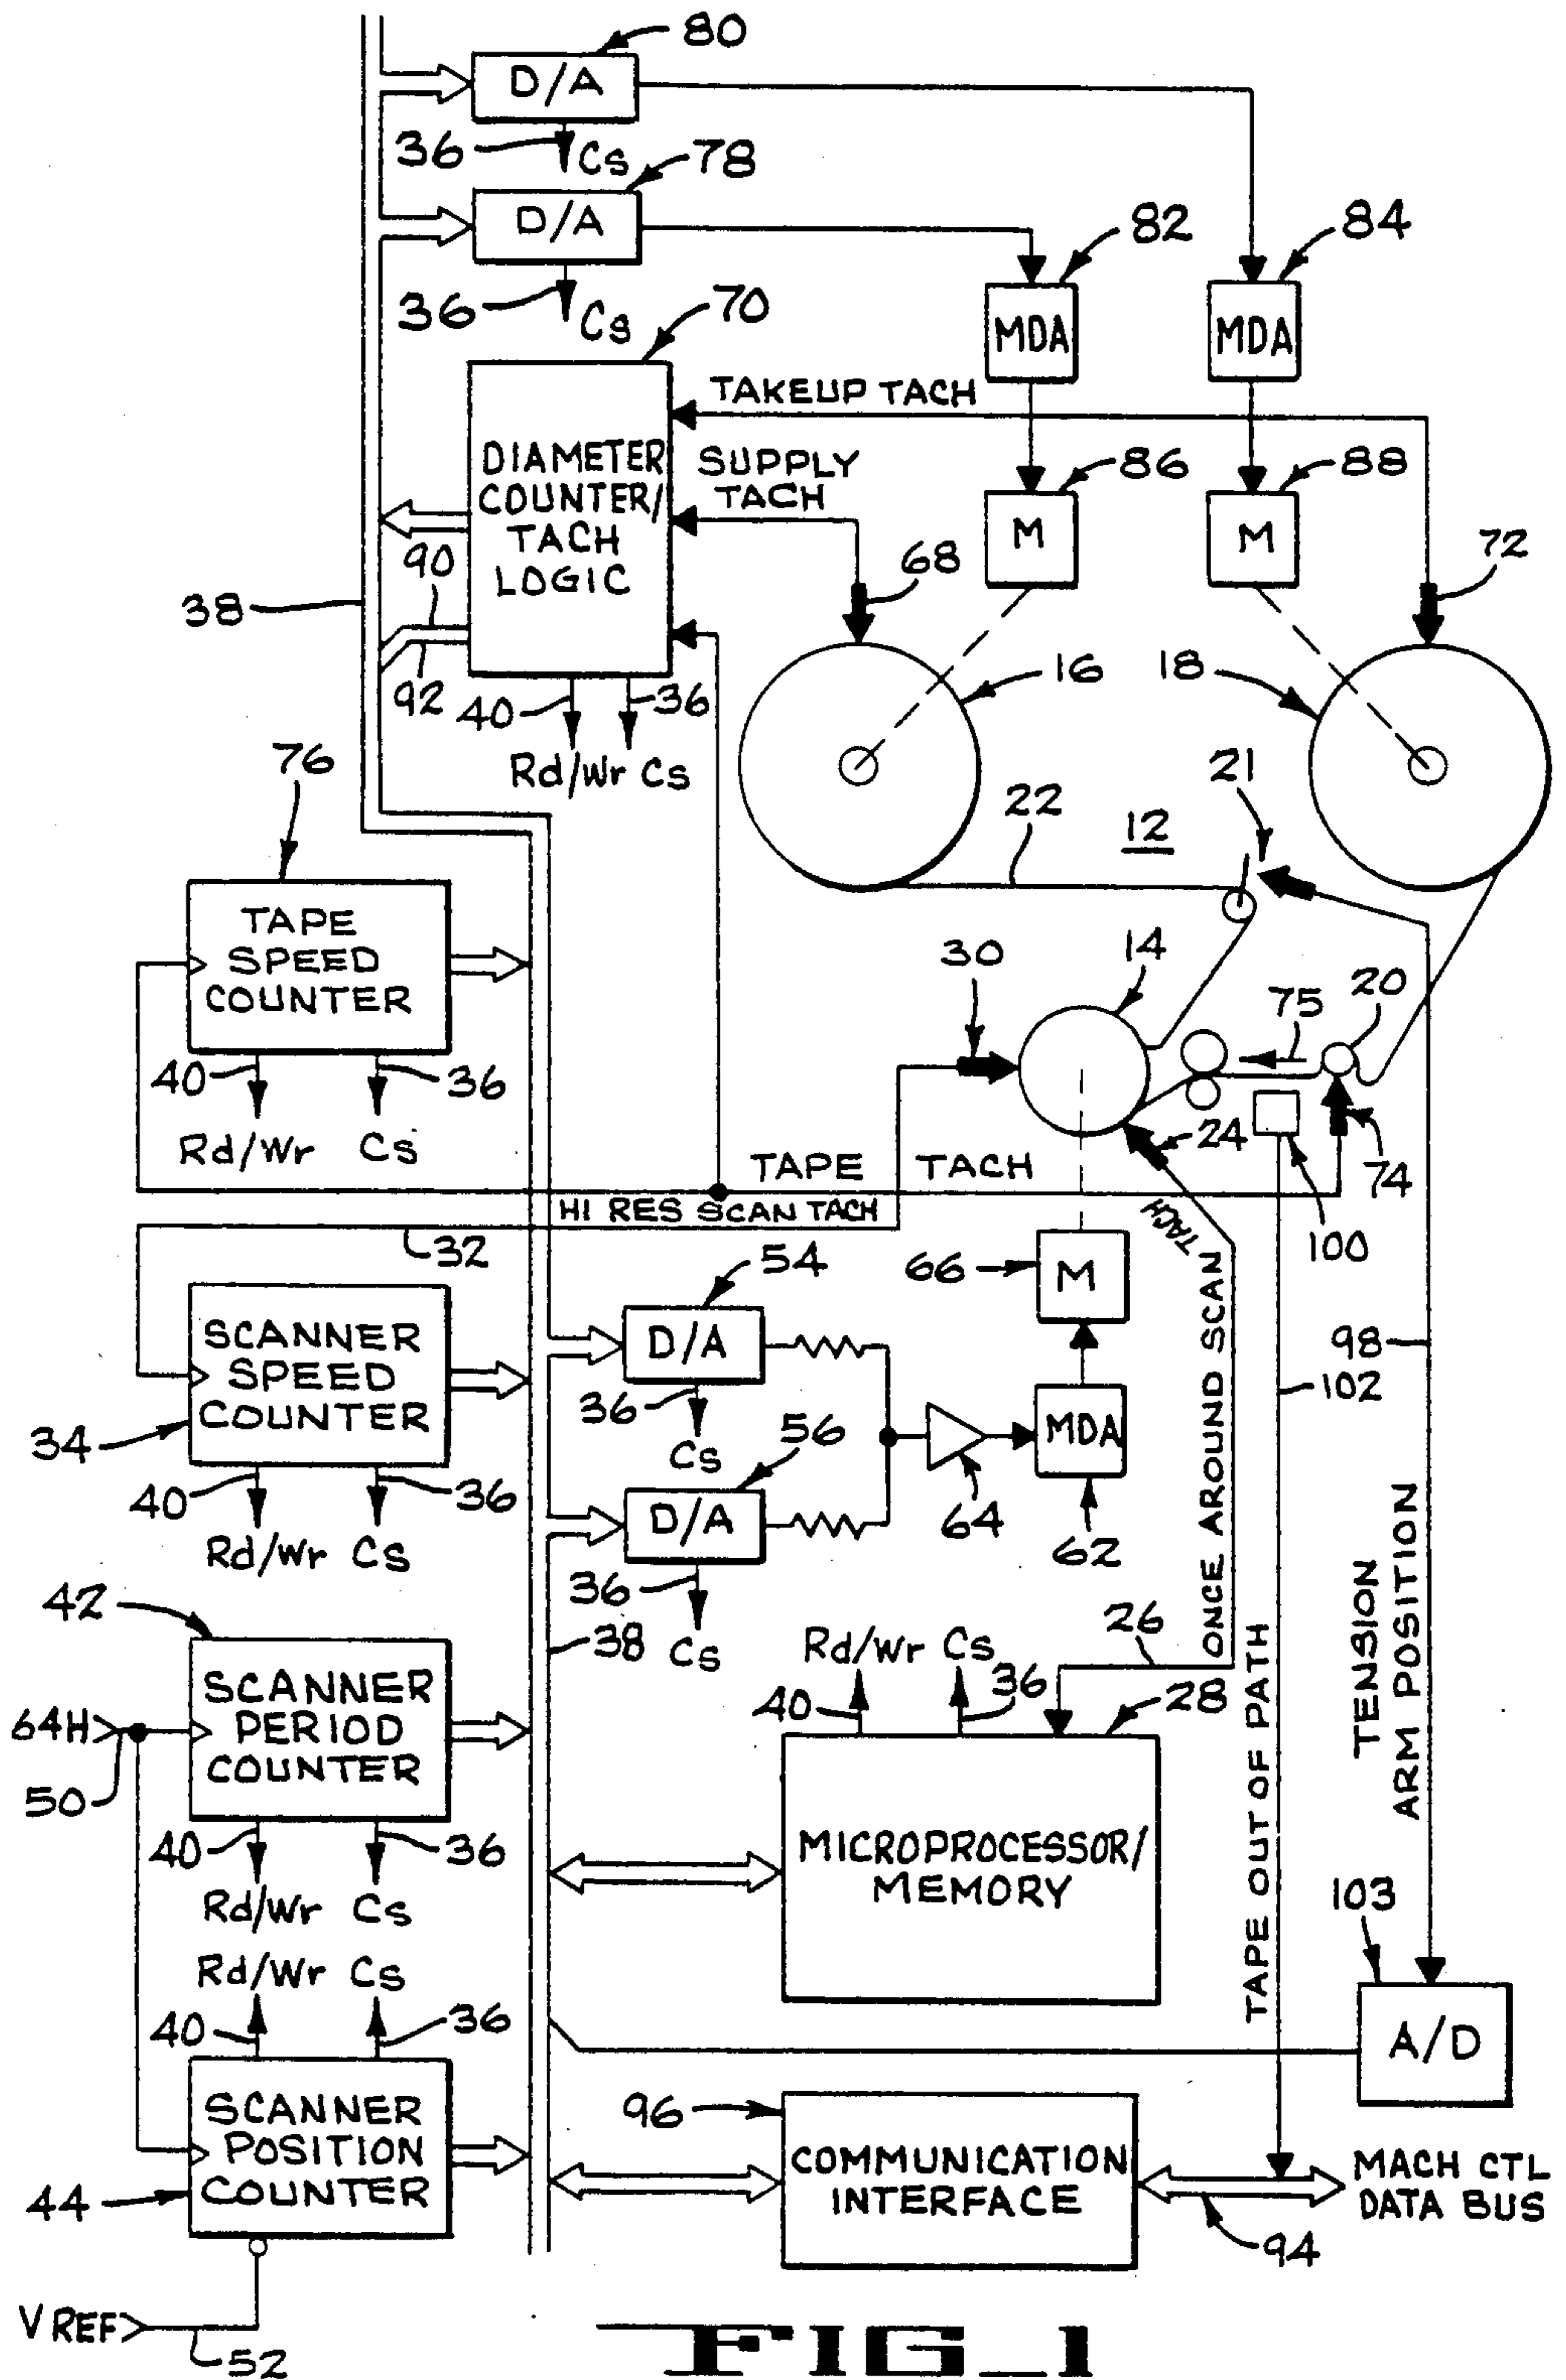 80
D/A
36
Cs
78
D/A
82
84
36
Cs
70
MDA
MDA
TAKEUP TACH
DIAMETER
COUNTER/
TACH
LOGIC
SUPPLY
TACH
86
88
M
M
68
72
90
38
92
40
36
16
18
Rd/Wr Cs
76
21
22
12
TAPE
SPEED
COUNTER
30
14
75
20
40
36
Rd/Wr Cs
24
74
TAPE TACH
HI RES SCAN TACH
32
TACH
100
54
66
M
SCANNER
SPEED
COUNTER
D/A
98
102
34
36
Cs
56
MDA
40
36
Rd/Wr Cs
D/A
64
62
ONCE AROUND SCAN
36
Cs
42
38
26
Rd/Wr Cs
40
36
28
TENSION
ARM POSITION
TAPE OUT OF PATH
SCANNER
PERIOD
COUNTER
64H
50
40
36
Rd/Wr Cs
MICROPROCESSOR/
MEMORY
Rd/Wr Cs
40
36
103
A/D
SCANNER
POSITION
COUNTER
44
96
COMMUNICATION
INTERFACE
MACH CTL
DATA BUS
94
V REF
52
FIG_1